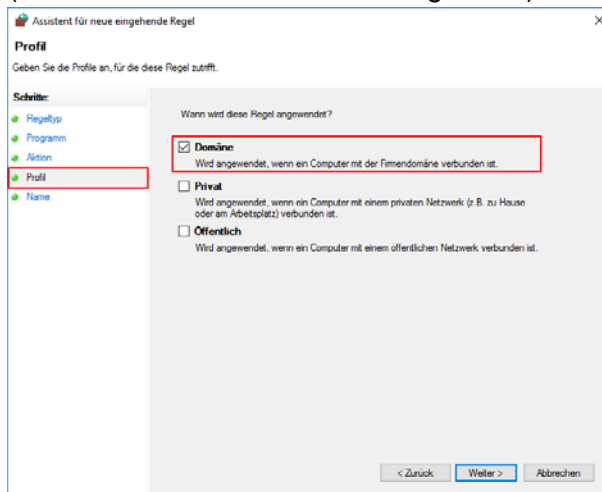 Assistent für neue eingehende Regel
Profil
Geben Sie die Profile an, für die diese Regel zutrifft.
Schritte:
Regeltyp
Programm
Aktion
Profil
Name
Wann wird diese Regel angewendet?
Domäne
Wird angewendet, wenn ein Computer mit der Firmendomäne verbunden ist.
Privat
Wird angewendet, wenn ein Computer mit einem privaten Netzwerk (z.B. zu Hause
oder am Arbeitsplatz) verbunden ist.
Öffentlich
Wird angewendet, wenn ein Computer mit einem öffentlichen Netzwerk verbunden ist.
< Zurück
Weiter >
Abbrechen